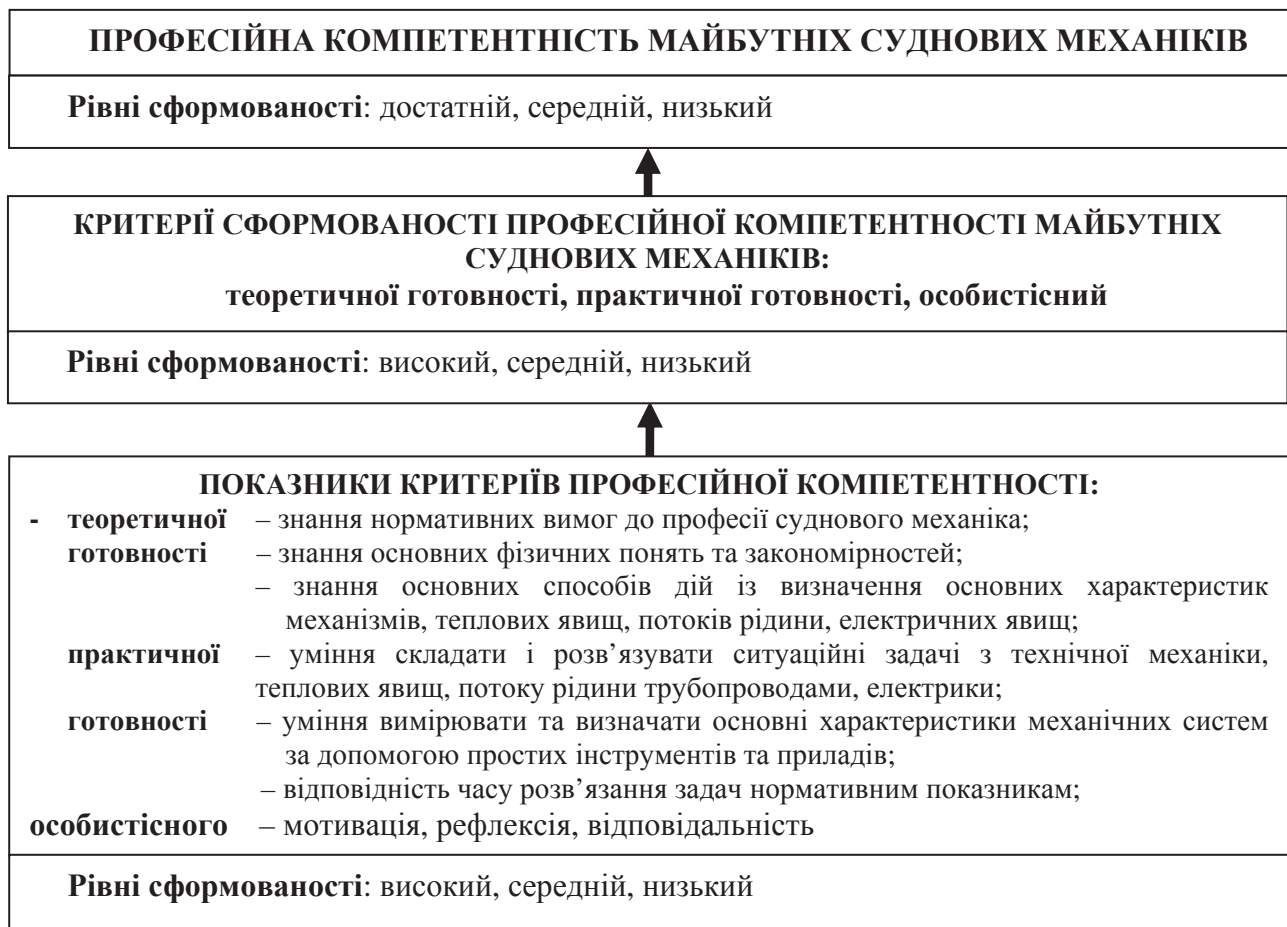 ПРОФЕСІЙНА КОМПЕТЕНТНІСТЬ МАЙБУТНІХ СУДНОВИХ МЕХАНІКІВ
Рівні сформованості: достатній, середній, низький
КРИТЕРІЇ СФОРМОВАНОСТІ ПРОФЕСІЙНОЇ КОМПЕТЕНТНОСТІ МАЙБУТНІХ
СУДНОВИХ МЕХАНІКІВ:
теоретичної готовності, практичної готовності, особистісний
Рівні сформованості: високий, середній, низький
ПОКАЗНИКИ КРИТЕРІЇВ ПРОФЕСІЙНОЇ КОМПЕТЕНТНОСТІ:
- теоретичної – знання нормативних вимог до професії суднового механіка;
готовності – знання основних фізичних понять та закономірностей;
– знання основних способів дій із визначення основних характеристик
механізмів, теплових явищ, потоків рідини, електричних явищ;
практичної – уміння складати і розв’язувати ситуаційні задачі з технічної механіки,
теплових явищ, потоку рідини трубопроводами, електрики;
готовності – уміння вимірювати та визначати основні характеристики механічних систем
за допомогою простих інструментів та приладів;
– відповідність часу розв’язання задач нормативним показникам;
особистісного – мотивація, рефлексія, відповідальність
Рівні сформованості: високий, середній, низький